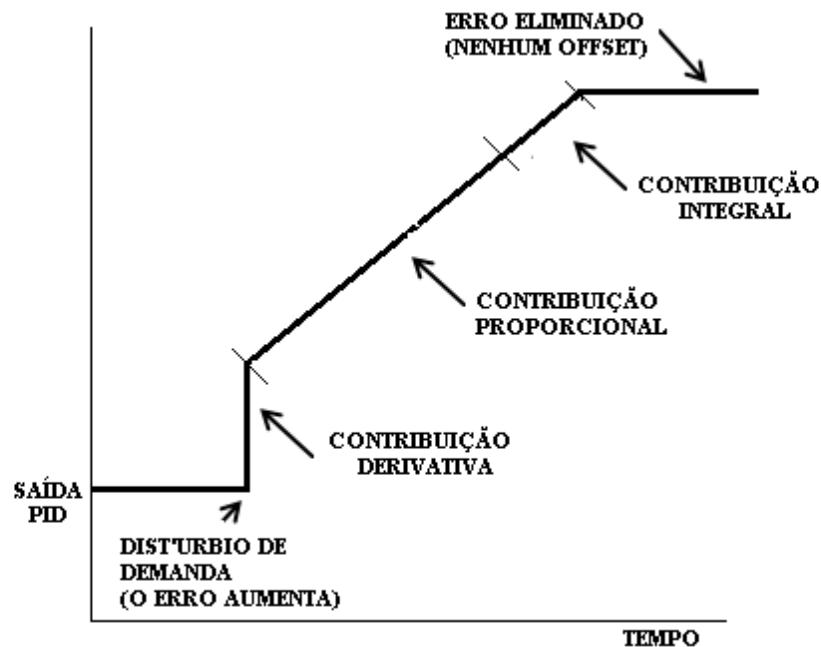 ERRO ELIMINADO
(NENHUM OFFSET)
CONTRIBUIÇÃO
INTEGRAL
CONTRIBUIÇÃO
PROPORCIONAL
CONTRIBUIÇÃO
DERIVATIVA
SAÍDA
PID
DIST'URBIO DE
DEMANDA
(O ERRO AUMENTA)
TEMPO